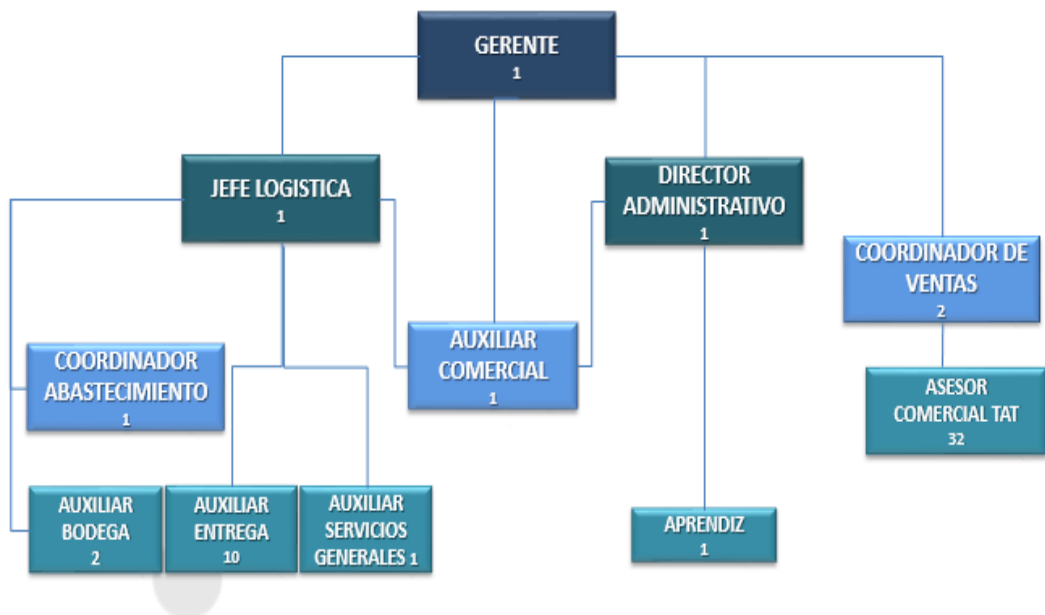 GERENTE
1
JEFE LOGISTICA
1
DIRECTOR
ADMINISTRATIVO
1
COORDINADOR DE
VENTAS
2
COORDINADOR
ABASTECIMIENTO
1
AUXILIAR
COMERCIAL
1
ASESOR
COMERCIAL TAT
32
AUXILIAR
BODEGA
2
AUXILIAR
ENTREGA
10
AUXILIAR
SERVICIOS
GENERALES 1
APRENDIZ
1